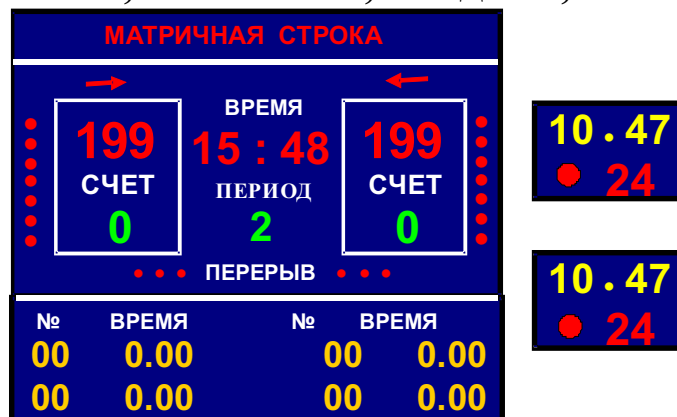 МАТРИЧНАЯ СТРОКА
ВРЕМЯ
199 15 : 48 199
СЧЕТ ПЕРИОД СЧЕТ
0 2 0
• • • ПЕРЕРЫВ • • •
№ ВРЕМЯ № ВРЕМЯ
00 0.00 00 0.00
00 0.00 00 0.00
10 . 47
24
10 . 47
24